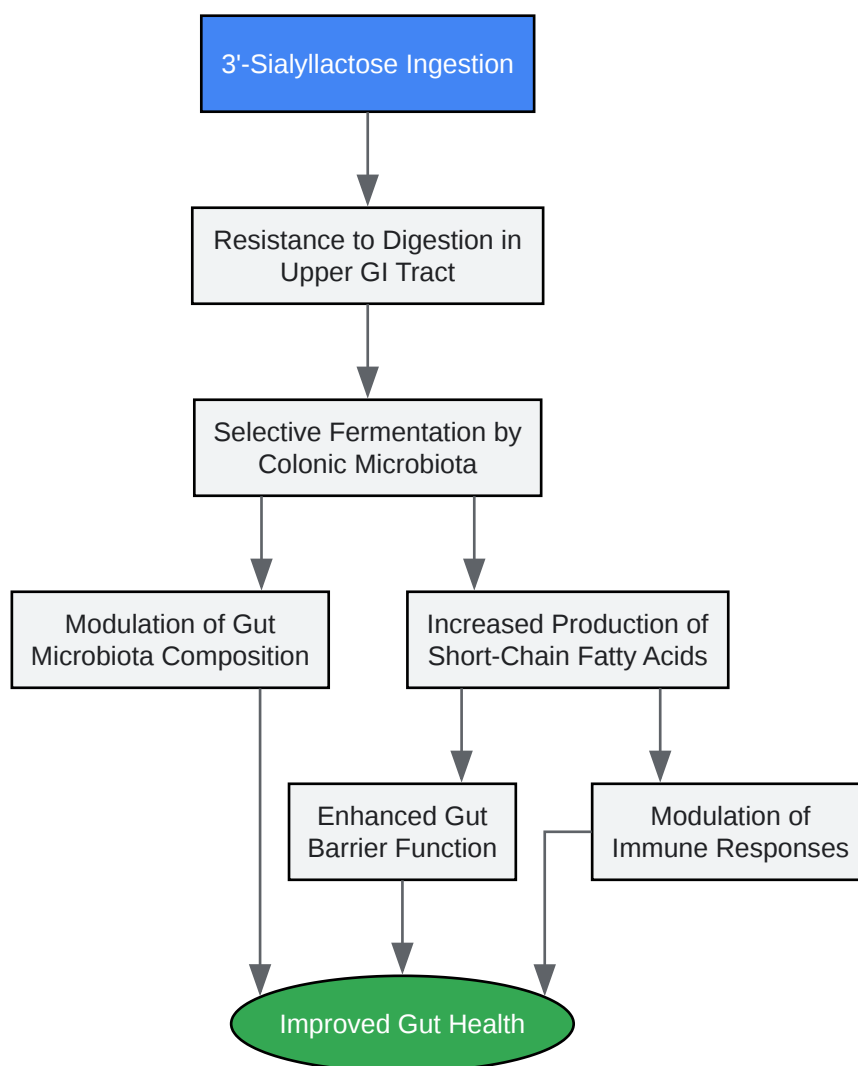 3'-Sialyllactose Ingestion
Resistance to Digestion in
Upper GI Tract
Selective Fermentation by
Colonic Microbiota
Modulation of Gut
Microbiota Composition
Increased Production of
Short-Chain Fatty Acids
Enhanced Gut
Barrier Function
Modulation of
Immune Responses
Improved Gut Health